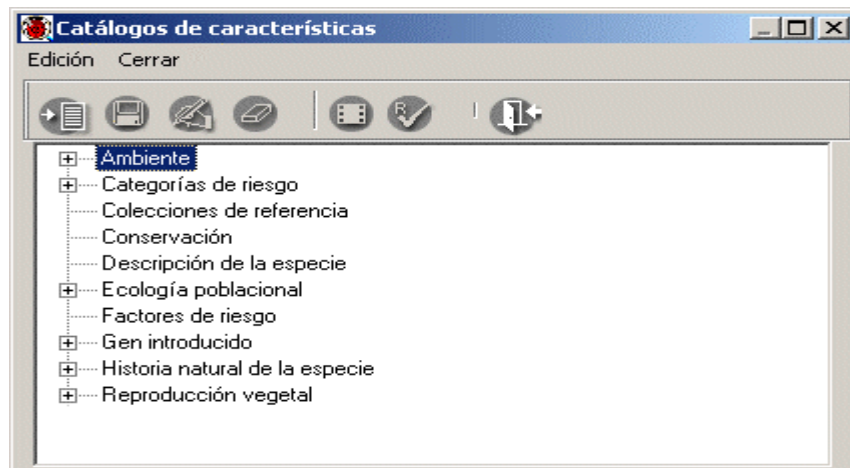 Catálogos de características
Edición Cerrar
R
Ambiente
Categorías de riesgo
Colecciones de referencia
Conservación
Descripción de la especie
Ecología poblacional
Factores de riesgo
Gen introducido
Historia natural de la especie
Reproducción vegetal